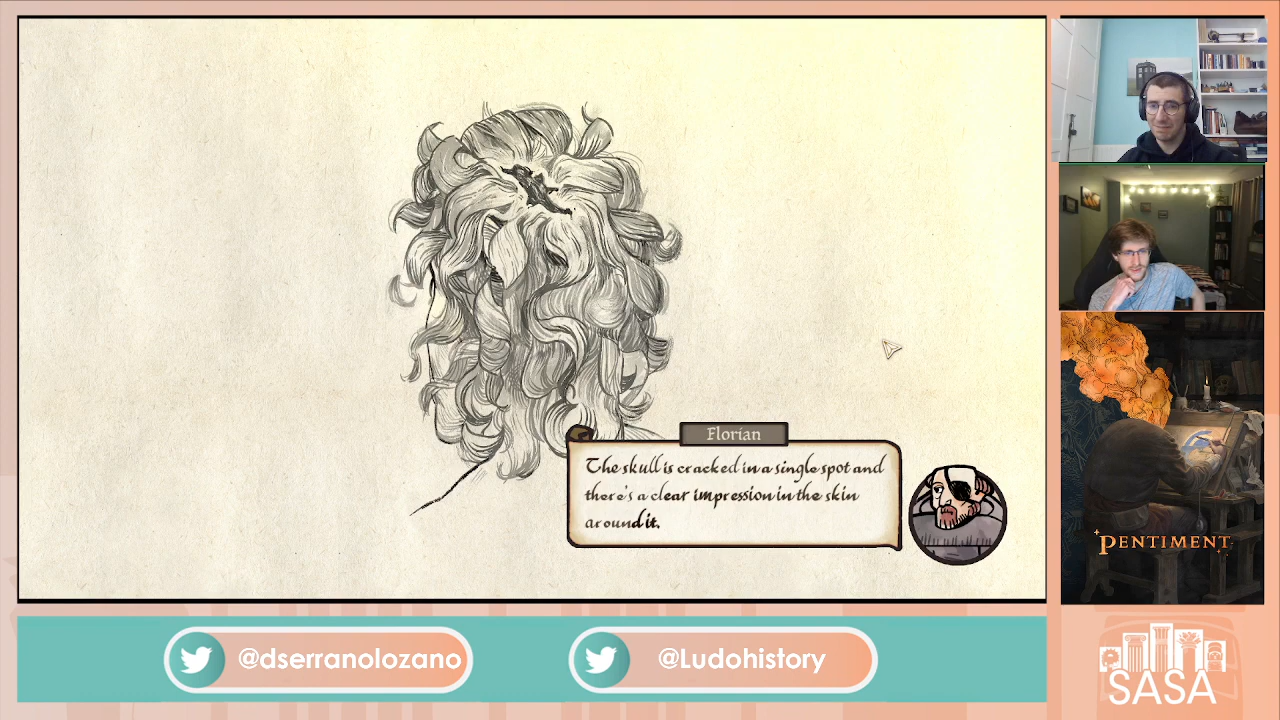 Florian
The skull is cracked in a single spot and
there's a clear impression in the skin
around it.
PENTIMENT
@dserranolozano
@Ludohistory
SASA